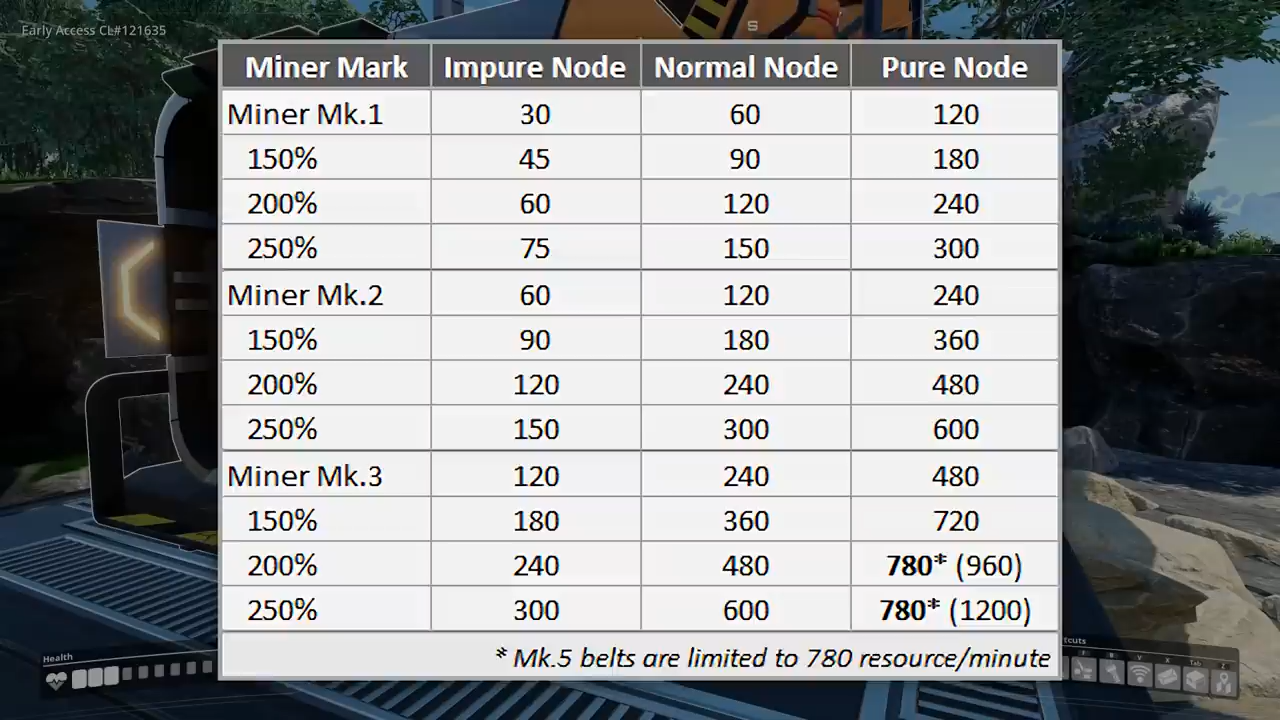 Early Access CL#121635
S
Miner Mark Impure Node Normal Node Pure Node
Miner Mk.1 30 60 120
150% 45 90 180
200% 60 120 240
250% 75 150 300
Miner Mk.2 60 120 240
150% 90 180 360
200% 120 240 480
250% 150 300 600
Miner Mk.3 120 240 480
150% 180 360 720
200% 240 480 780* (960)
250% 300 600 780* (1200)
* Mk.5 belts are limited to 780 resource/minute
Health
tcuts